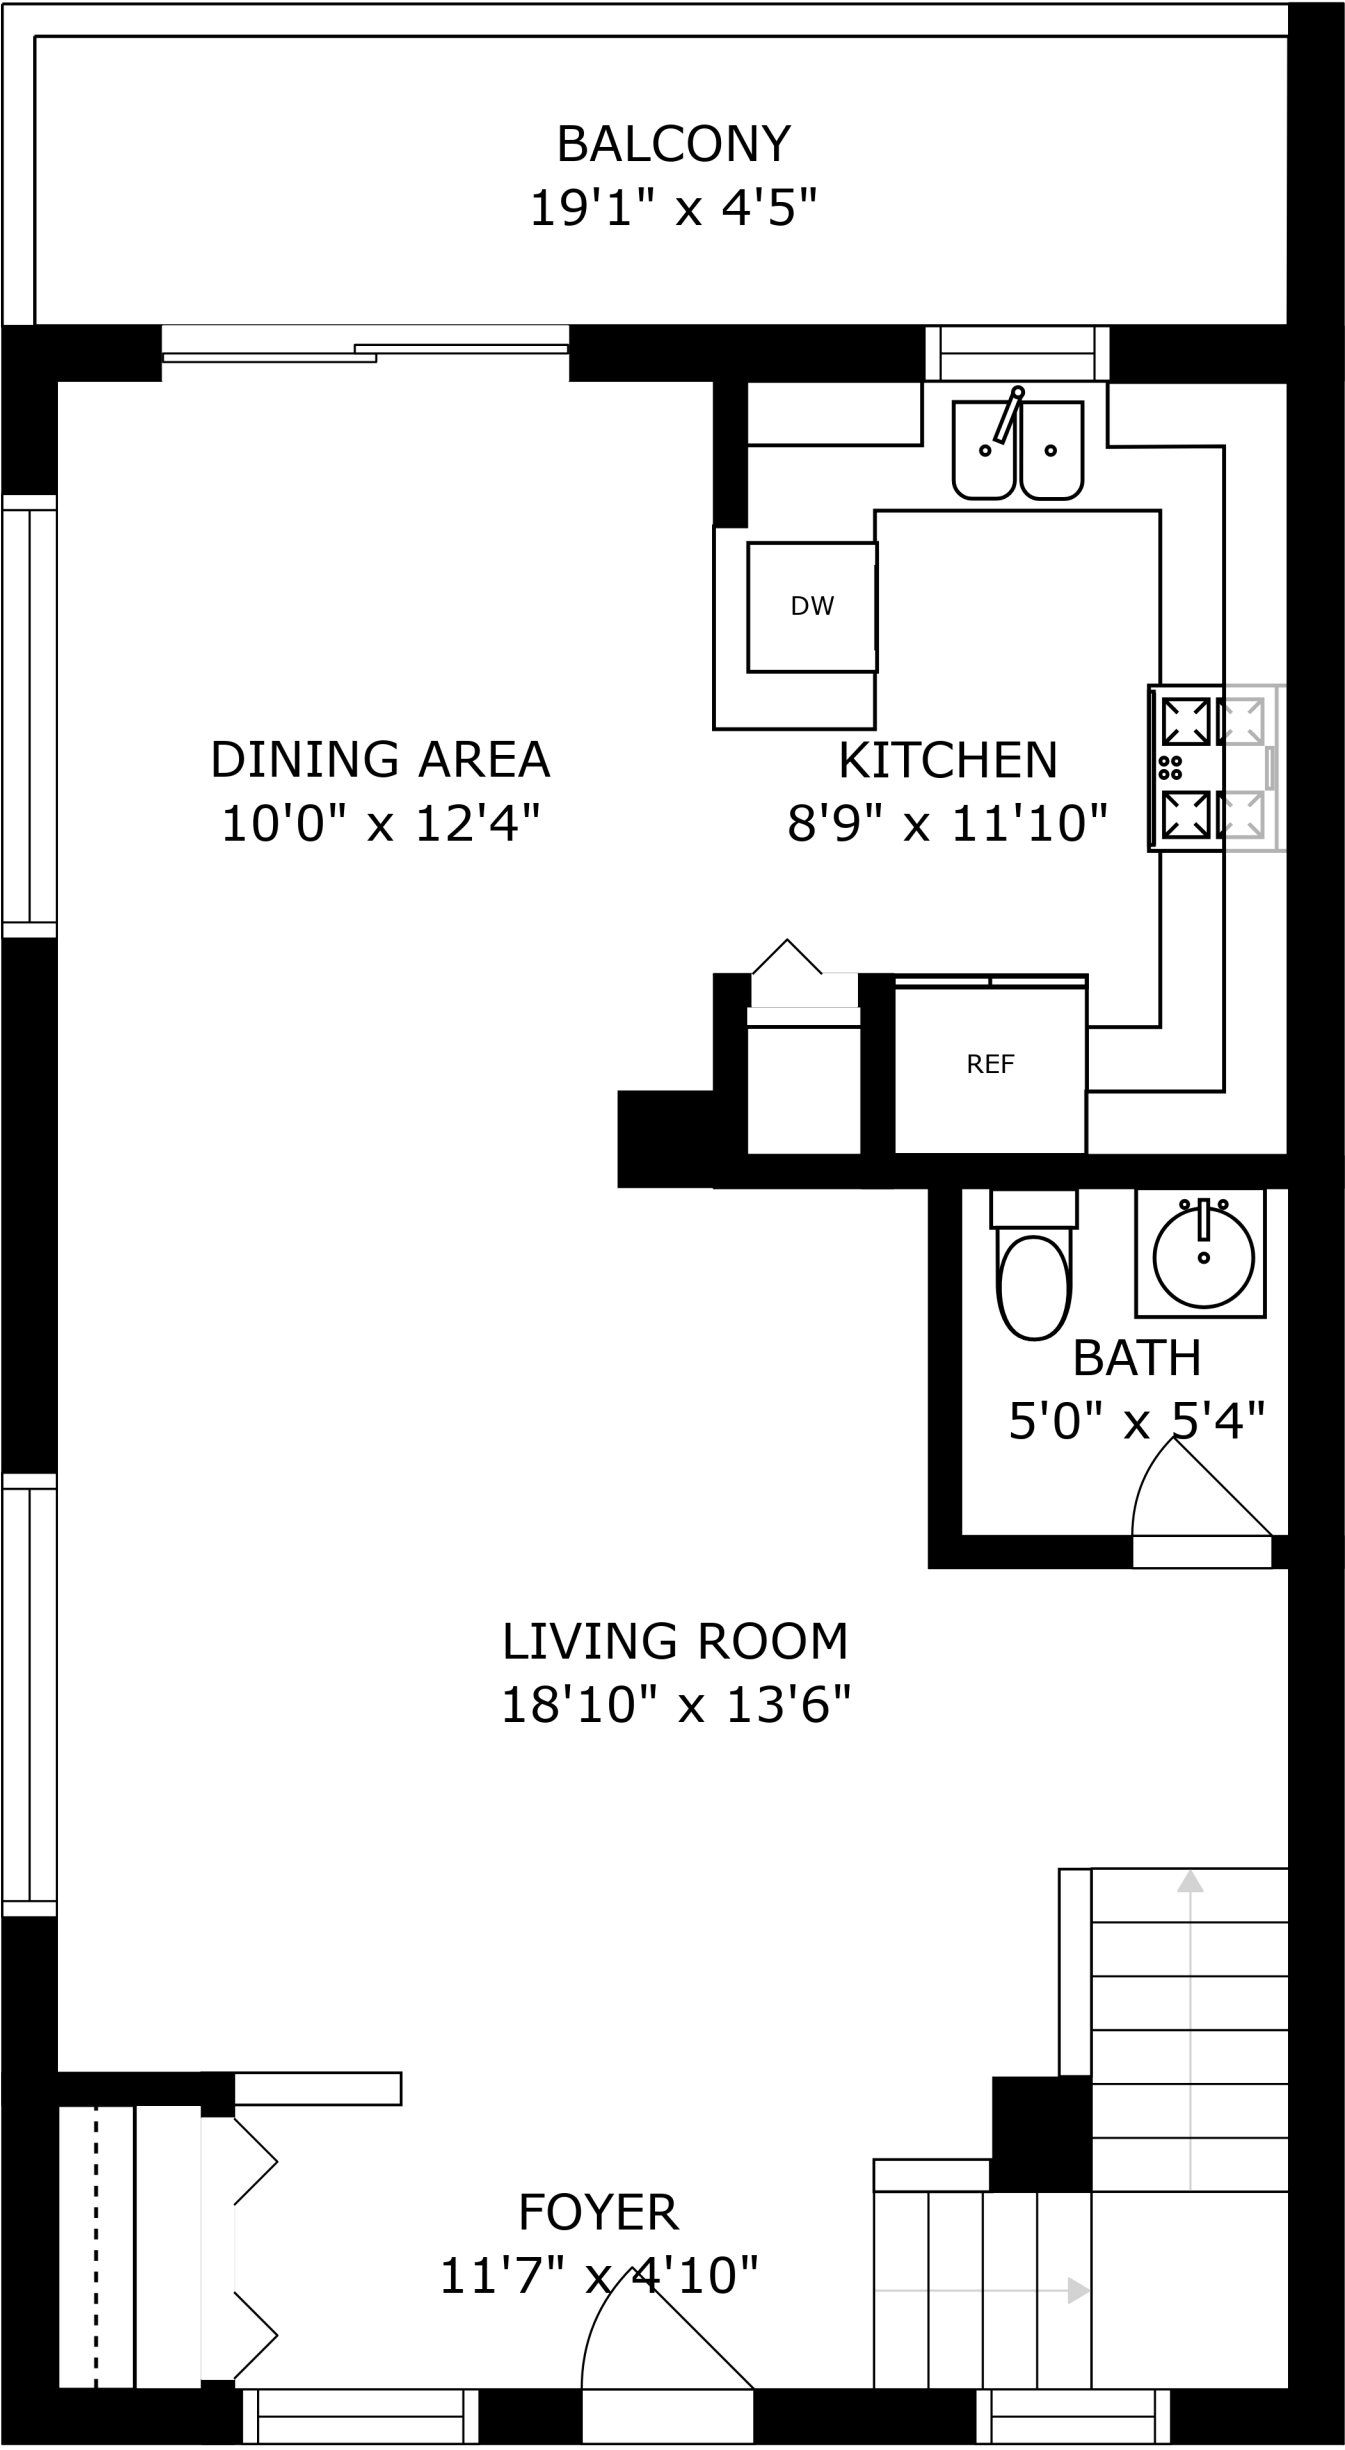 BALCONY
19'1" x 4'5"
DW
DINING AREA
10'0" x 12'4"
KITCHEN
8'9" x 11'10"
REF
BATH
5'0" x 5'4"
LIVING ROOM
18'10" x 13'6"
FOYER
11'7" x 4'10"